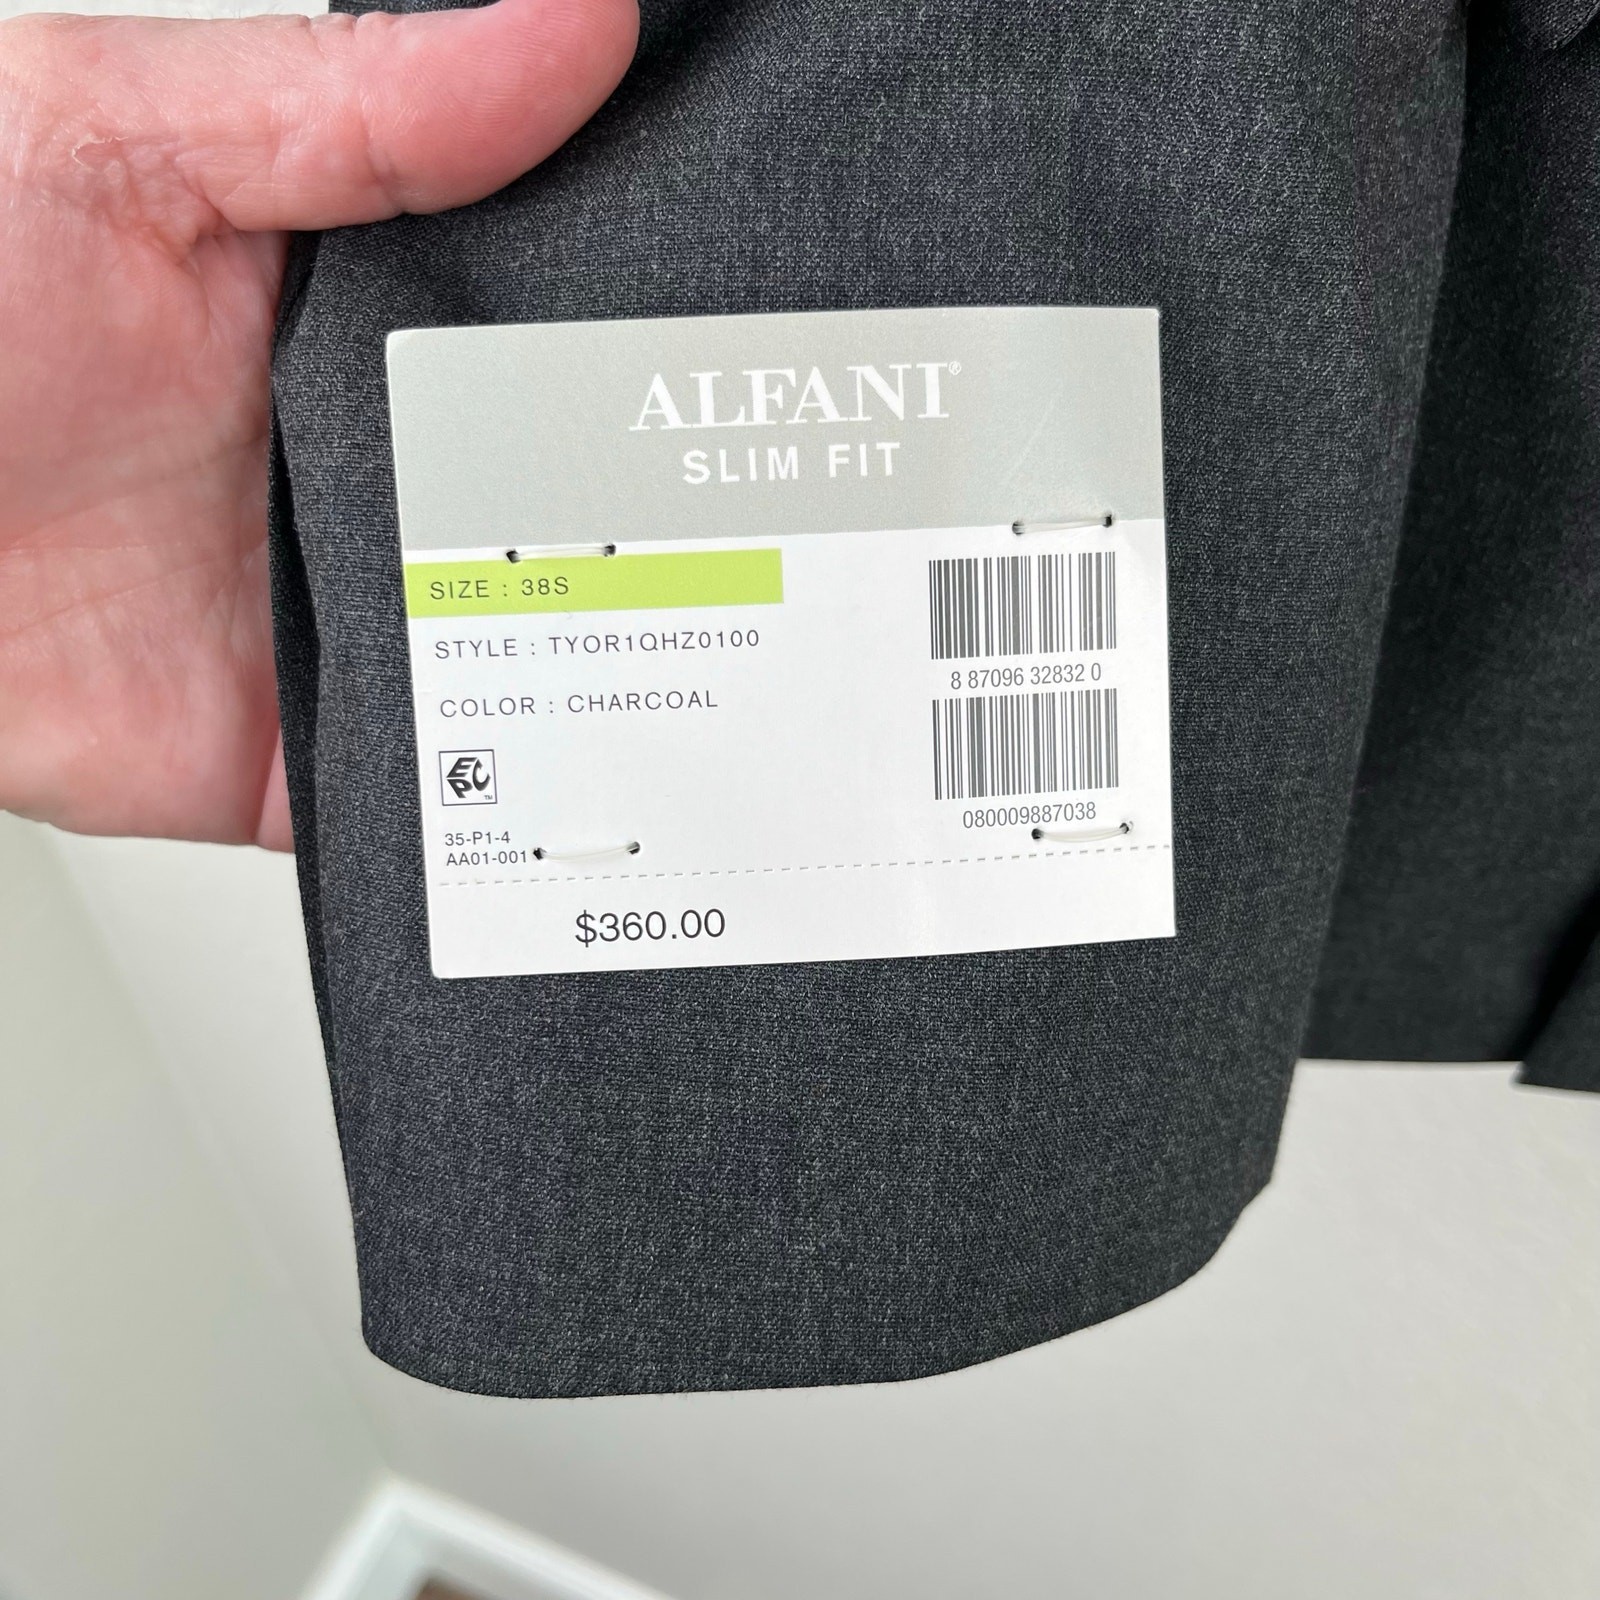 ALFANI®
SLIM FIT
SIZE : 38S
STYLE : TYOR1QHZ0100
COLOR : CHARCOAL
8 87096 32832 0
080009887038
EPC™
35-P1-4
AA01-001
$360.00